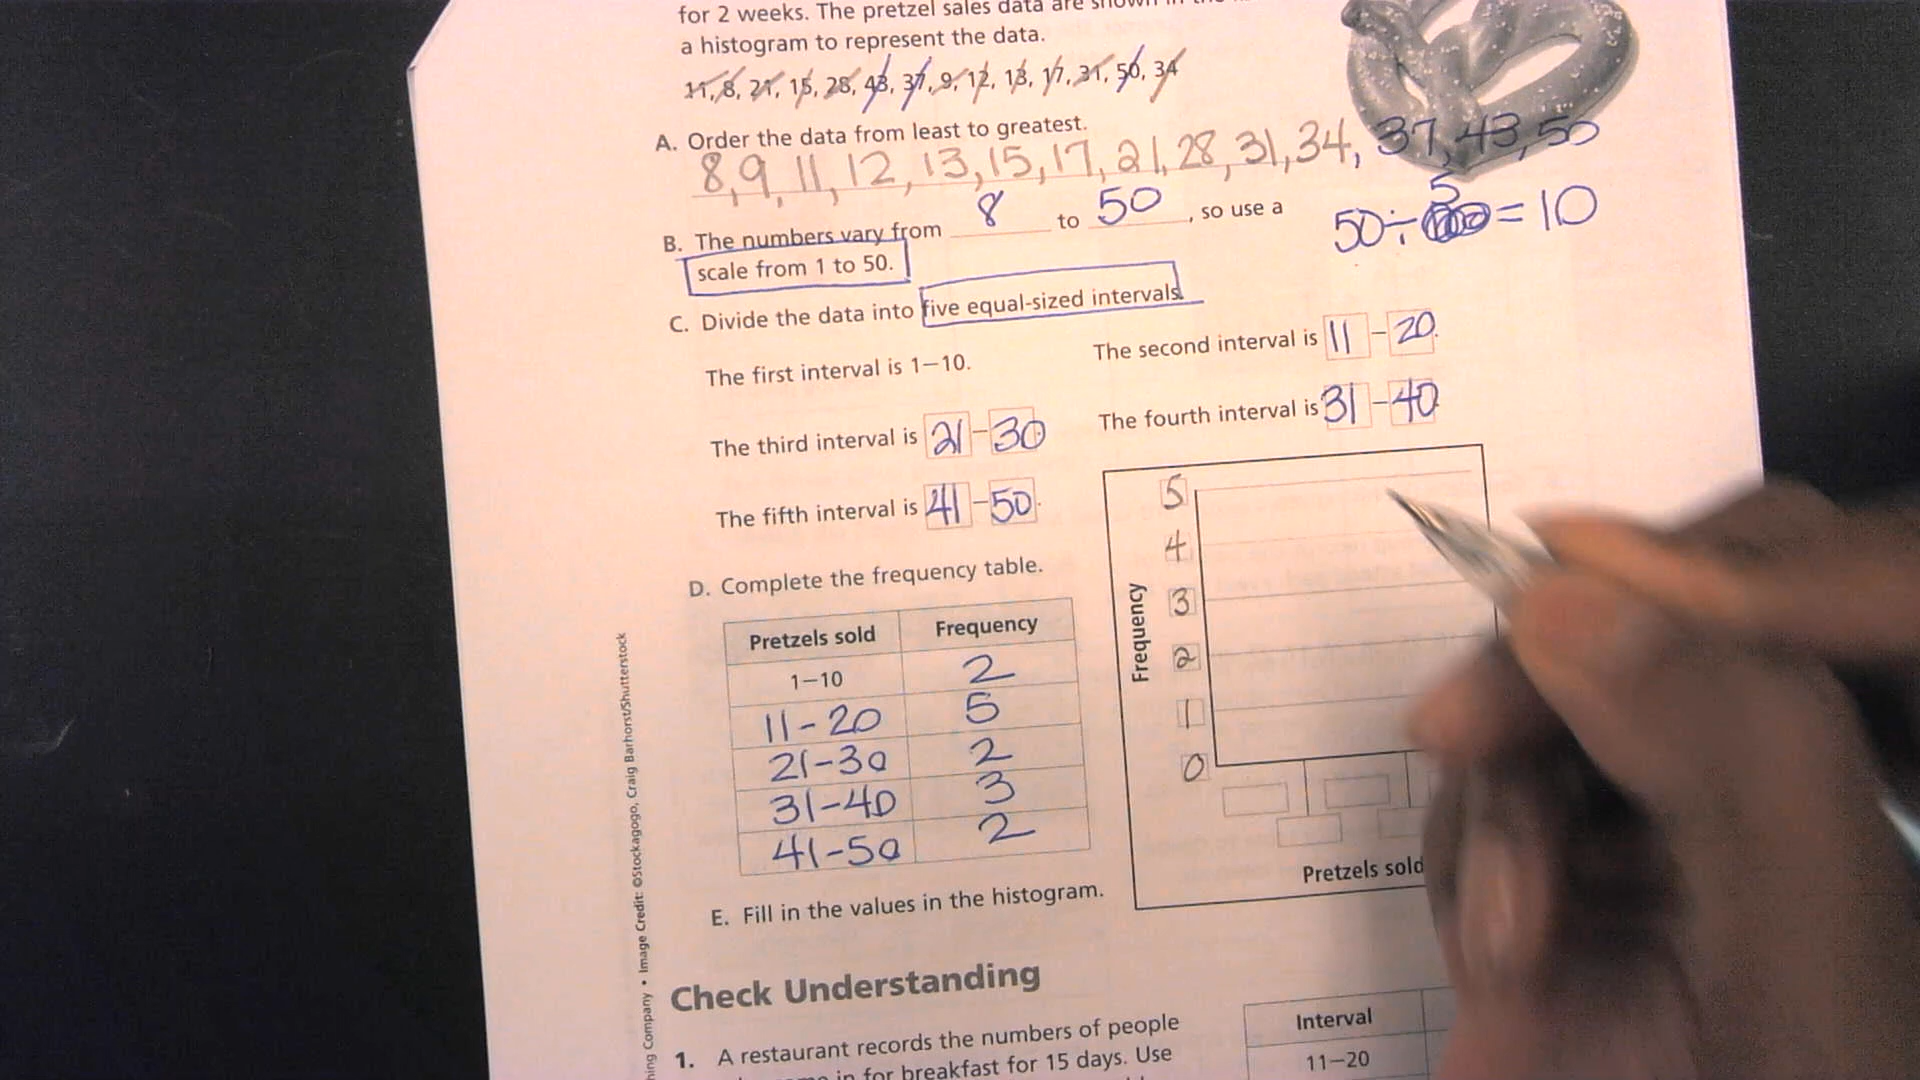 for 2 weeks. The pretzel sales data are shown in the
a histogram to represent the data.
11, 8, 21, 15, 28, 43, 37, 9, 12, 13, 17, 31, 50, 34
A. Order the data from least to greatest.
8, 9, 11, 12, 13, 15, 17, 21, 28, 31, 34, 37, 43, 50
B. The numbers vary from 8 to 50, so use a
scale from 1 to 50.
50÷5=10
C. Divide the data into five equal-sized intervals.
The first interval is 1–10.
The second interval is 11–20.
The third interval is 21–30.
The fourth interval is 31–40.
The fifth interval is 41–50.
D. Complete the frequency table.
Pretzels sold Frequency
1–10 2
11-20 5
21-30 2
31-40 3
41-50 2
Frequency
5
4
3
2
1
0
Pretzels sold
E. Fill in the values in the histogram.
ing Company • Image Credit: ©Stockagogo, Craig Barhorst/Shutterstock
Check Understanding
1. A restaurant records the numbers of people
in for breakfast for 15 days. Use
Interval
11–20